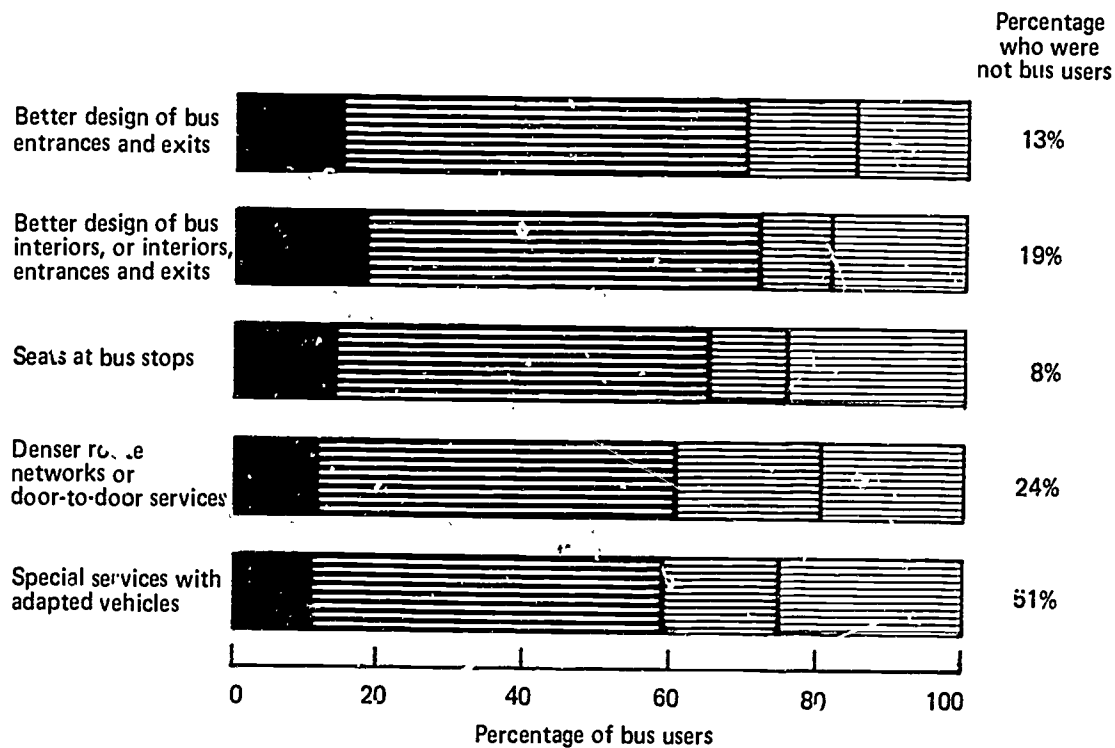 Percentage
who were
not bus users
Better design of bus
entrances and exits
13%
Better design of bus
interiors, or interiors,
entrances and exits
19%
Seats at bus stops
8%
Denser
networks or
door-to-door services
24%
Special services with
adapted vehicles
51%
0 20 40 60 80 100
Percentage of bus users